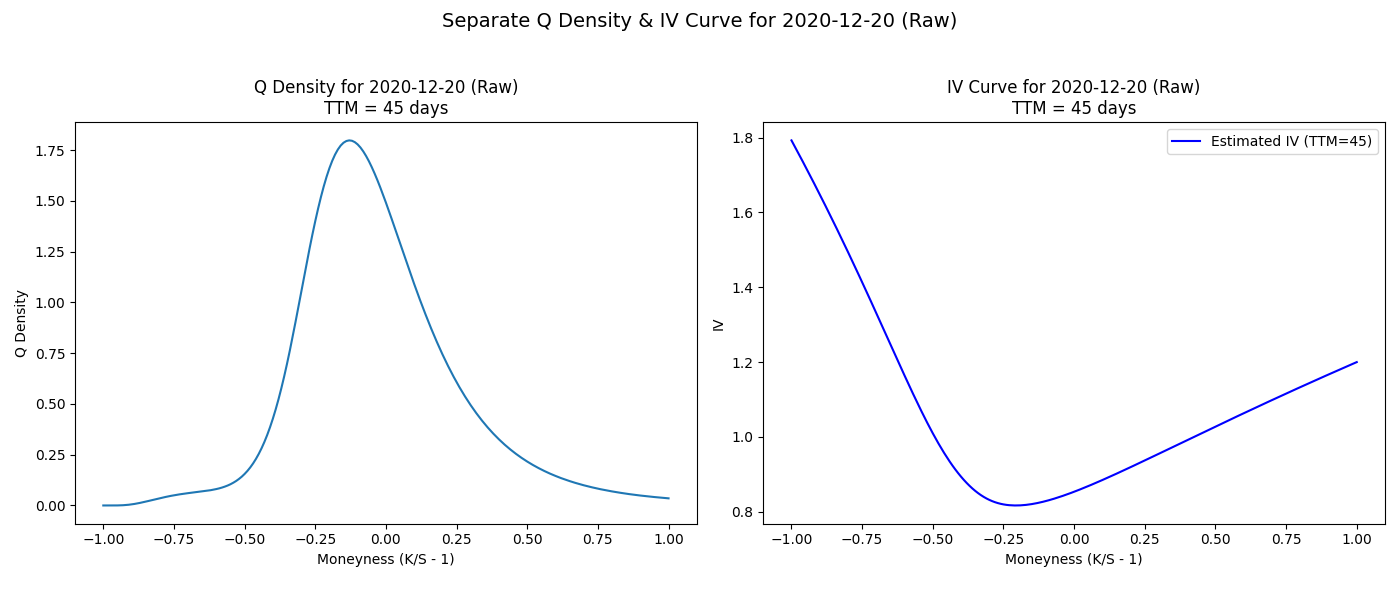 Separate Q Density & IV Curve for 2020-12-20 (Raw)
Q Density for 2020-12-20 (Raw)
TTM = 45 days
Q Density
1.75
1.50
1.25
1.00
0.75
0.50
0.25
0.00
−1.00 −0.75 −0.50 −0.25 0.00 0.25 0.50 0.75 1.00
Moneyness (K/S - 1)
IV Curve for 2020-12-20 (Raw)
TTM = 45 days
Estimated IV (TTM=45)
IV
1.8
1.6
1.4
1.2
1.0
0.8
−1.00 −0.75 −0.50 −0.25 0.00 0.25 0.50 0.75 1.00
Moneyness (K/S - 1)